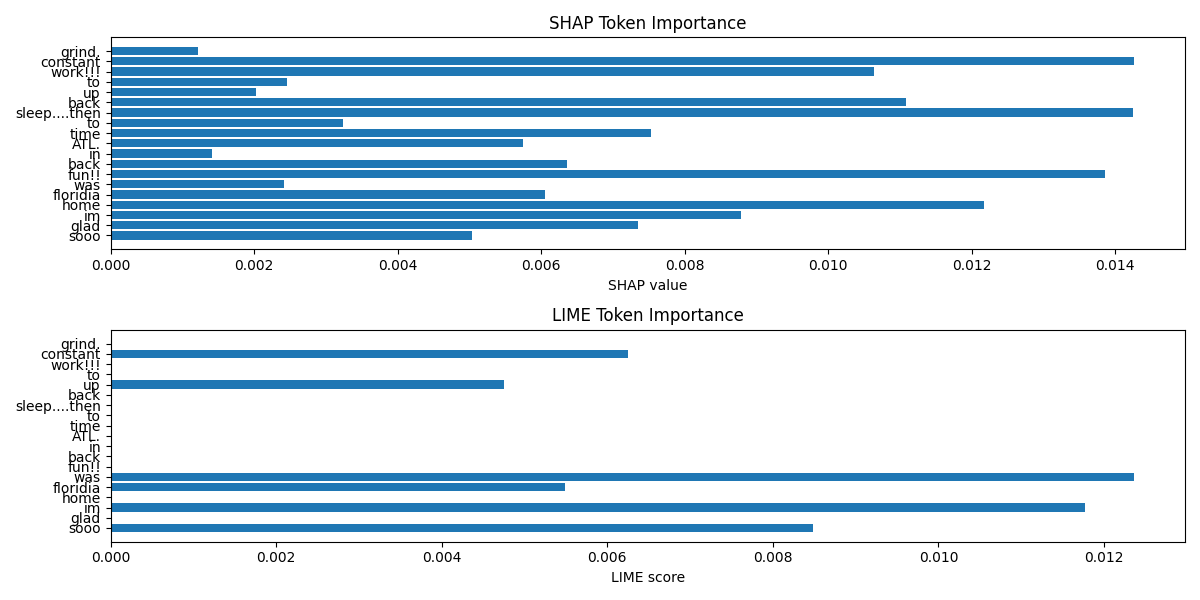 SHAP Token Importance
grind,
constant
work!!!
to
up
back
sleep....then
to
time
ATL.
in
back
fun!!
was
floridia
home
im
glad
sooo
0.000 0.002 0.004 0.006 0.008 0.010 0.012 0.014
SHAP value
LIME Token Importance
grind,
constant
work!!!
to
up
back
sleep....then
to
time
ATL.
in
back
fun!!
was
floridia
home
im
glad
sooo
0.000 0.002 0.004 0.006 0.008 0.010 0.012
LIME score